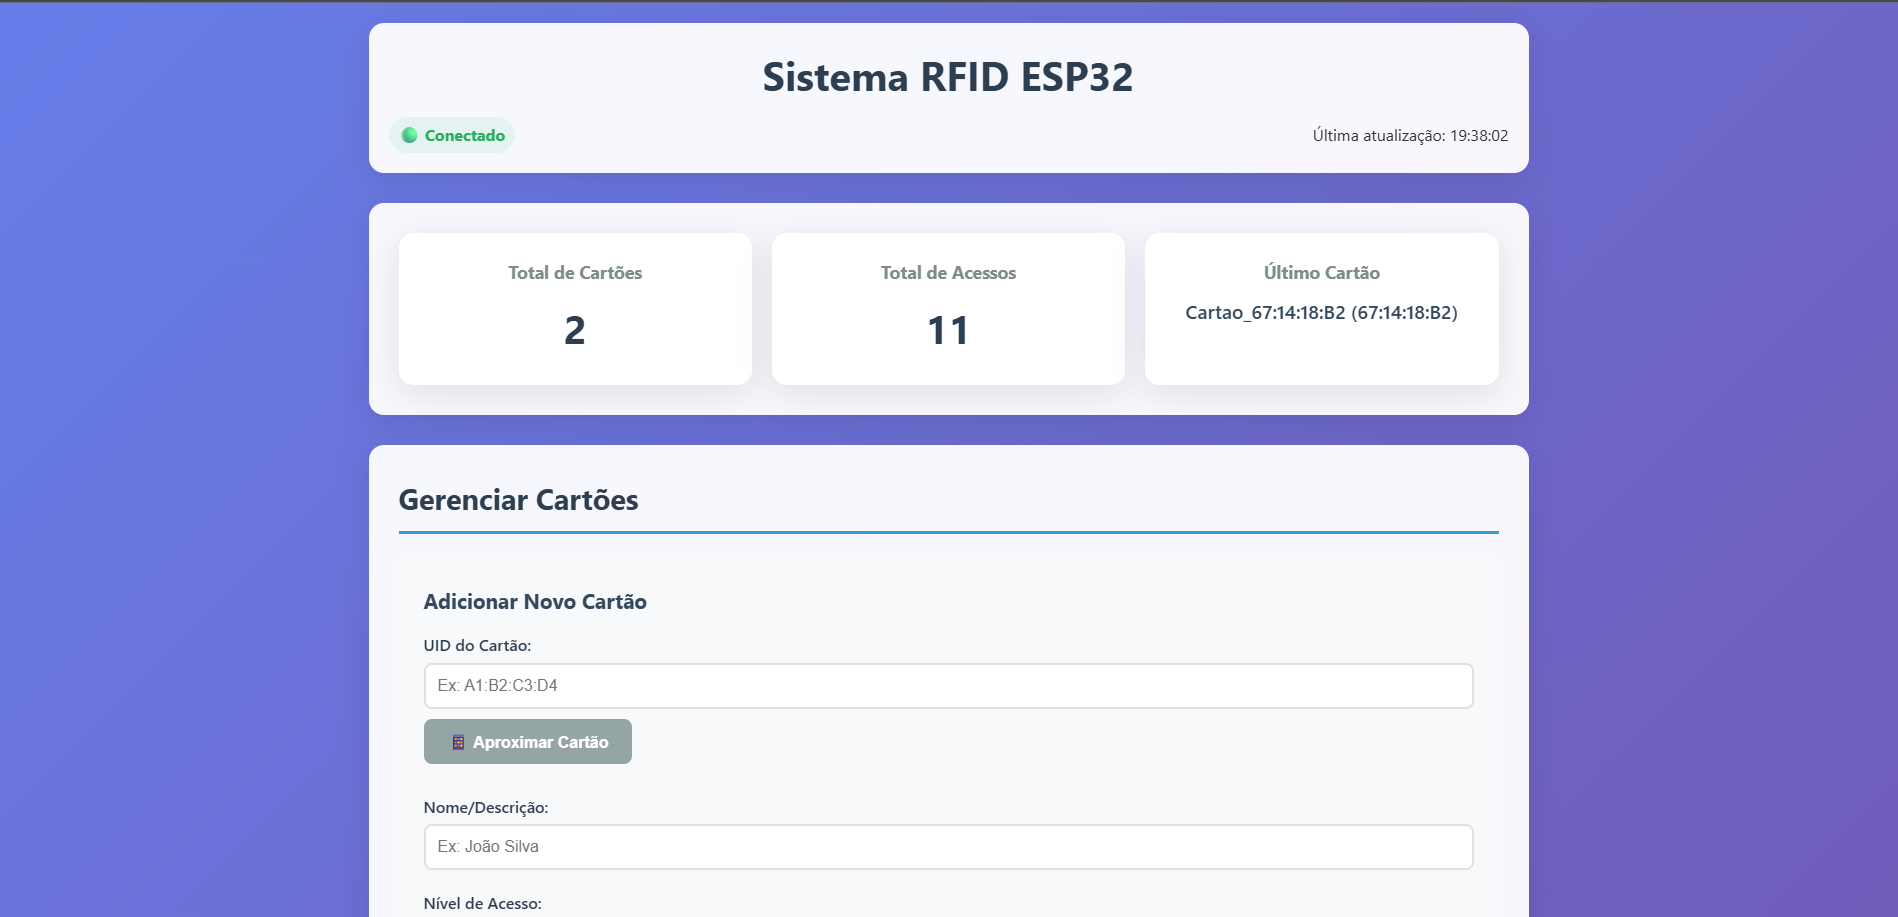 Sistema RFID ESP32
Conectado
Última atualização: 19:38:02
Total de Cartões
2
Total de Acessos
11
Último Cartão
Cartao_67:14:18:B2 (67:14:18:B2)
Gerenciar Cartões
Adicionar Novo Cartão
UID do Cartão:
Ex: A1:B2:C3:D4
Aproximar Cartão
Nome/Descrição:
Ex: João Silva
Nível de Acesso: